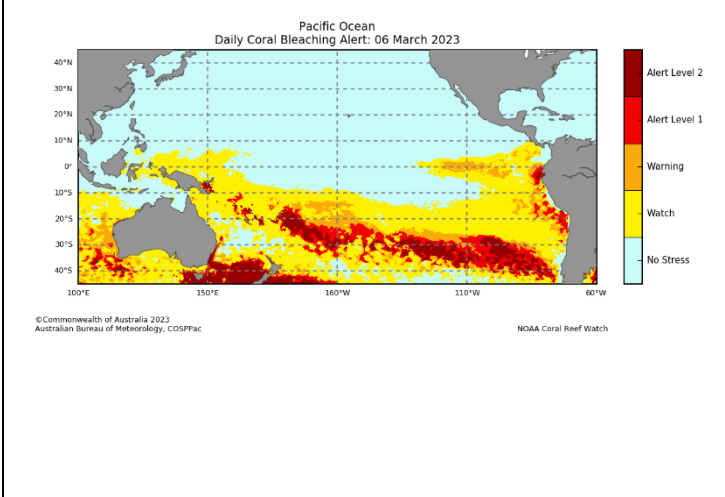 Pacific Ocean
Daily Coral Bleaching Alert: 06 March 2023
40°N
30°N
20°N
10°N
0°
10°S
20°S
30°S
40°S
100°E
150°E
160°W
110°W
60°W
Alert Level 2
Alert Level 1
Warning
Watch
No Stress
©Commonwealth of Australia 2023
Australian Bureau of Meteorology, COSPPac
NOAA Coral Reef Watch